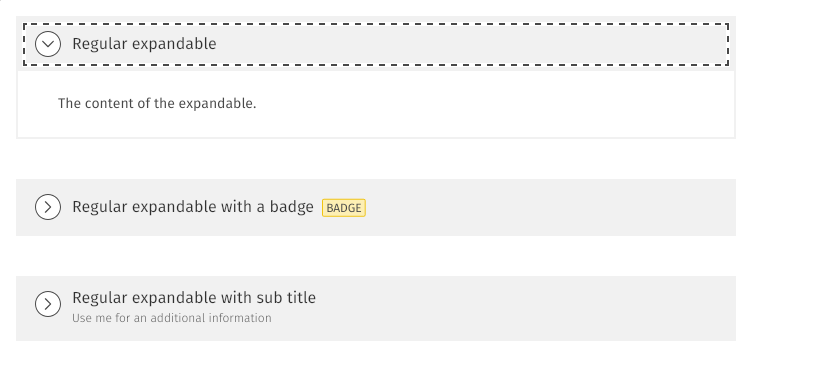 Regular expandable
The content of the expandable.
Regular expandable with a badge BADGE
Regular expandable with sub title
Use me for an additional information